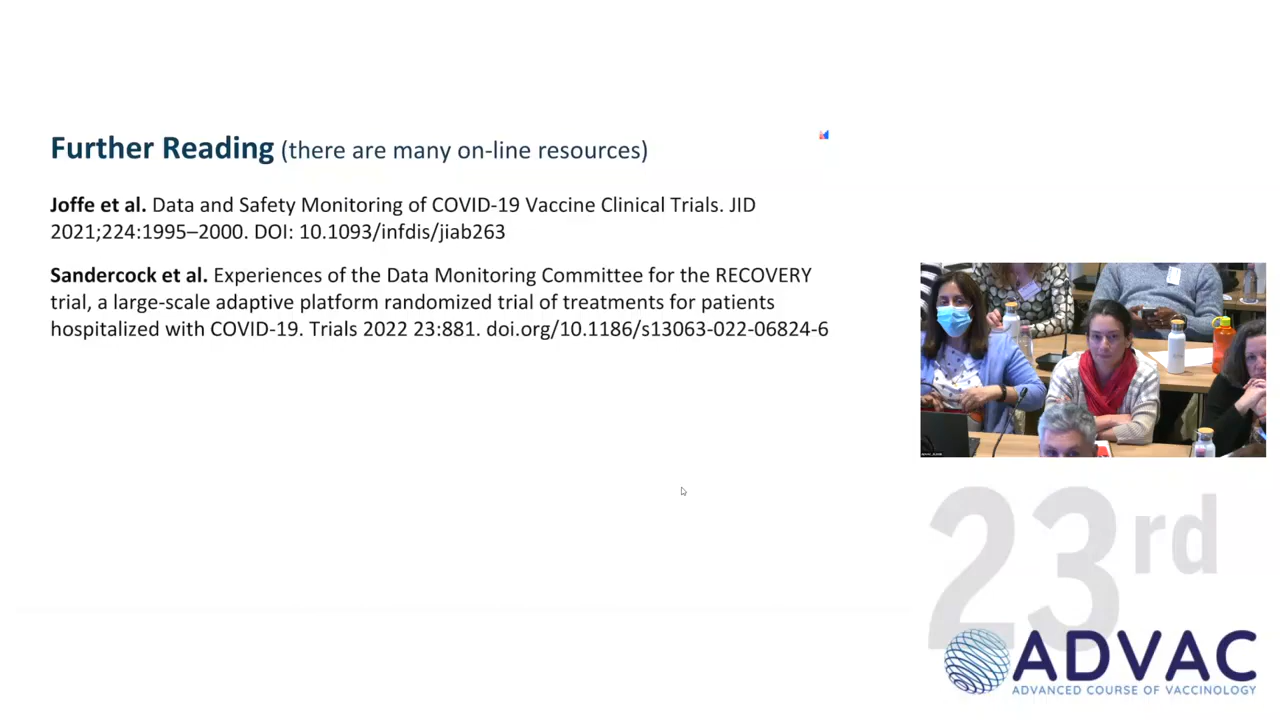 Further Reading (there are many on-line resources)
Joffe et al. Data and Safety Monitoring of COVID-19 Vaccine Clinical Trials. JID
2021;224:1995–2000. DOI: 10.1093/infdis/jiab263
Sandercock et al. Experiences of the Data Monitoring Committee for the RECOVERY
trial, a large-scale adaptive platform randomized trial of treatments for patients
hospitalized with COVID-19. Trials 2022 23:881. doi.org/10.1186/s13063-022-06824-6
23rd
ADVAC
ADVANCED COURSE OF VACCINOLOGY